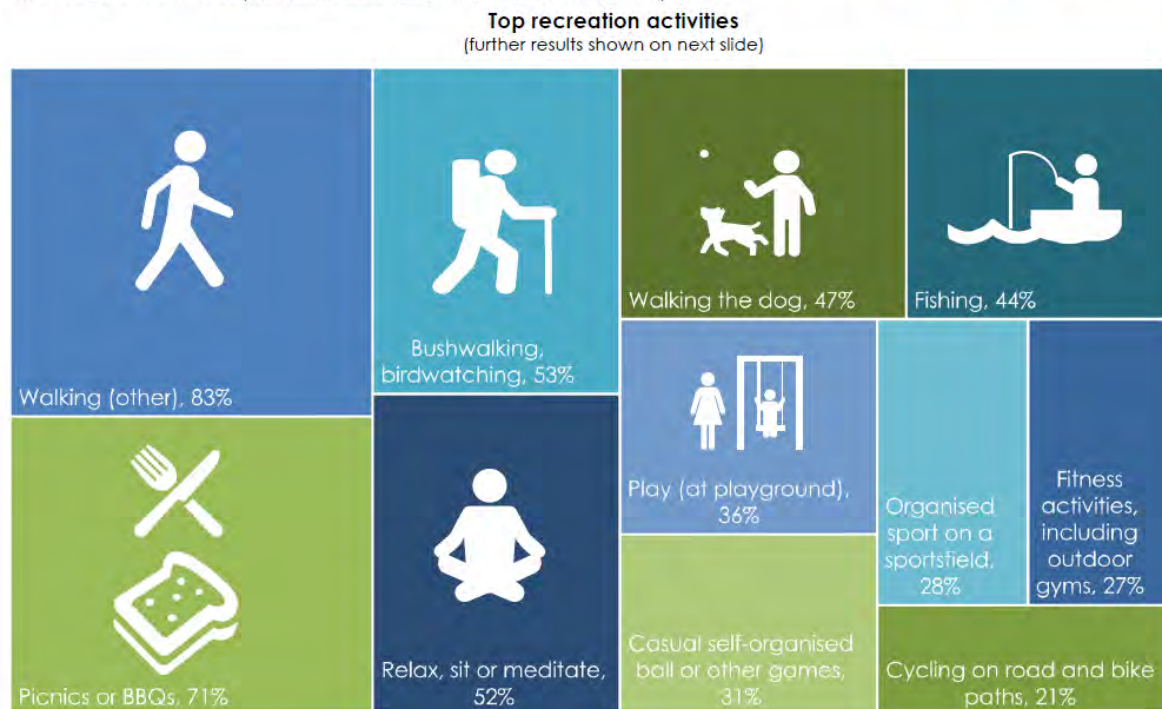 Top recreation activities
(further results shown on next slide)
Walking (other), 83%
Bushwalking,
birdwatching, 53%
Walking the dog, 47%
Fishing, 44%
Picnics or BBQs, 71%
Relax, sit or meditate,
52%
Play (at playground),
36%
Casual self-organised
ball or other games,
31%
Organised
sport on a
sportsfield,
28%
Fitness
activities,
including
outdoor
gyms, 27%
Cycling on road and bike
paths, 21%